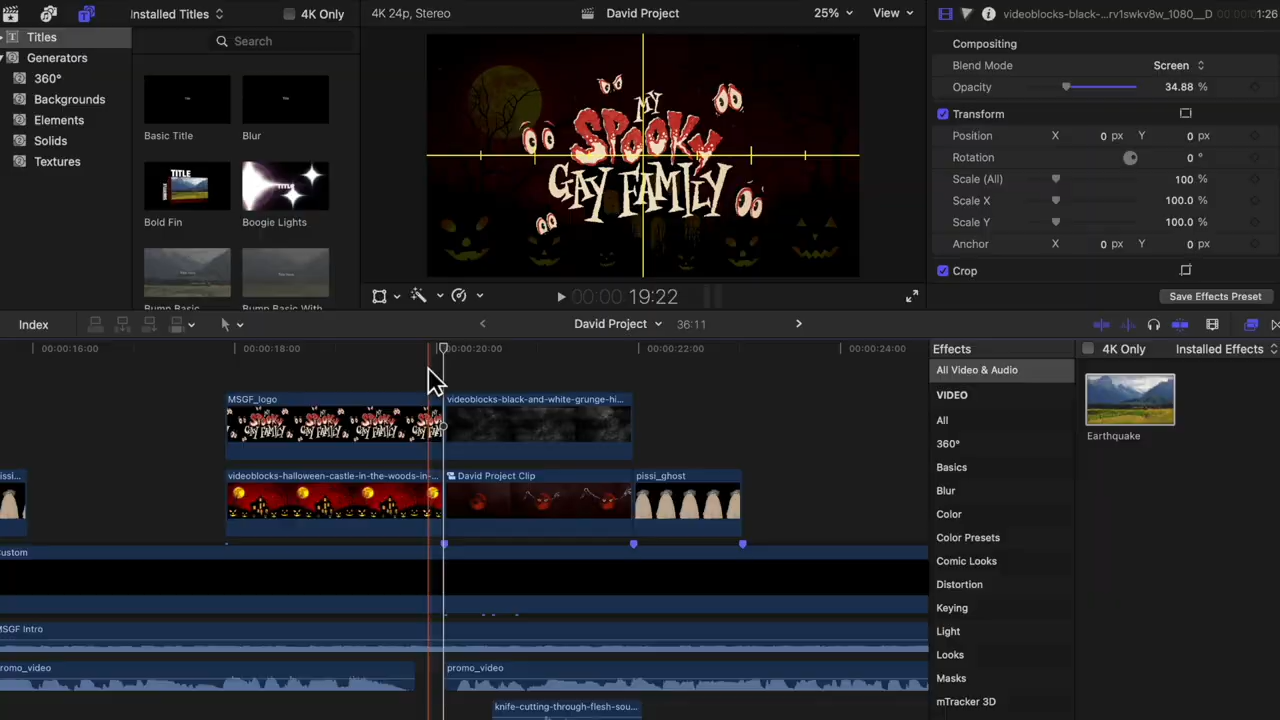 Installed Titles
4K Only
4K 24p, Stereo
David Project
25%
View
videoblocks-black-...rv1swkv8w_1080__D
00:00:01:26
Titles
Generators
360°
Backgrounds
Elements
Solids
Textures
Search
Basic Title
Blur
Bold Fin
Boogie Lights
Bump Basic
Bump Basic With
TITLE
MY
SPOOKY
GAY FAMILY
Compositing
Blend Mode
Screen
Opacity
34.88 %
Transform
Position
X
0 px
Y
0 px
Rotation
0 °
Scale (All)
100 %
Scale X
100.0 %
Scale Y
100.0 %
Anchor
X
0 px
Y
0 px
Crop
Save Effects Preset
00:00:19:22
Index
David Project
36:11
00:00:16:00
00:00:18:00
00:00:20:00
00:00:22:00
00:00:24:00
MSGF_logo
videoblocks-black-and-white-grunge-hi...
GAY FAMILY
videoblocks-halloween-castle-in-the-woods-in-...
David Project Clip
pissi_ghost
Custom
MSGF Intro
promo_video
promo_video
knife-cutting-through-flesh-sou...
Effects
4K Only
Installed Effects
All Video & Audio
VIDEO
All
360°
Basics
Blur
Color
Color Presets
Comic Looks
Distortion
Keying
Light
Looks
Masks
mTracker 3D
Earthquake